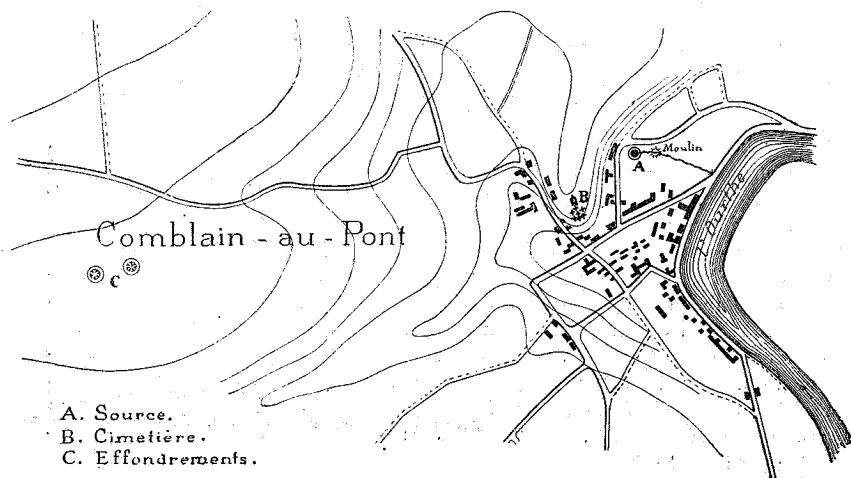 Moulin
A
B
l'Ourthe
Comblain - au - Pont
C
A. Source.
B. Cimetière.
C. Effondrements.